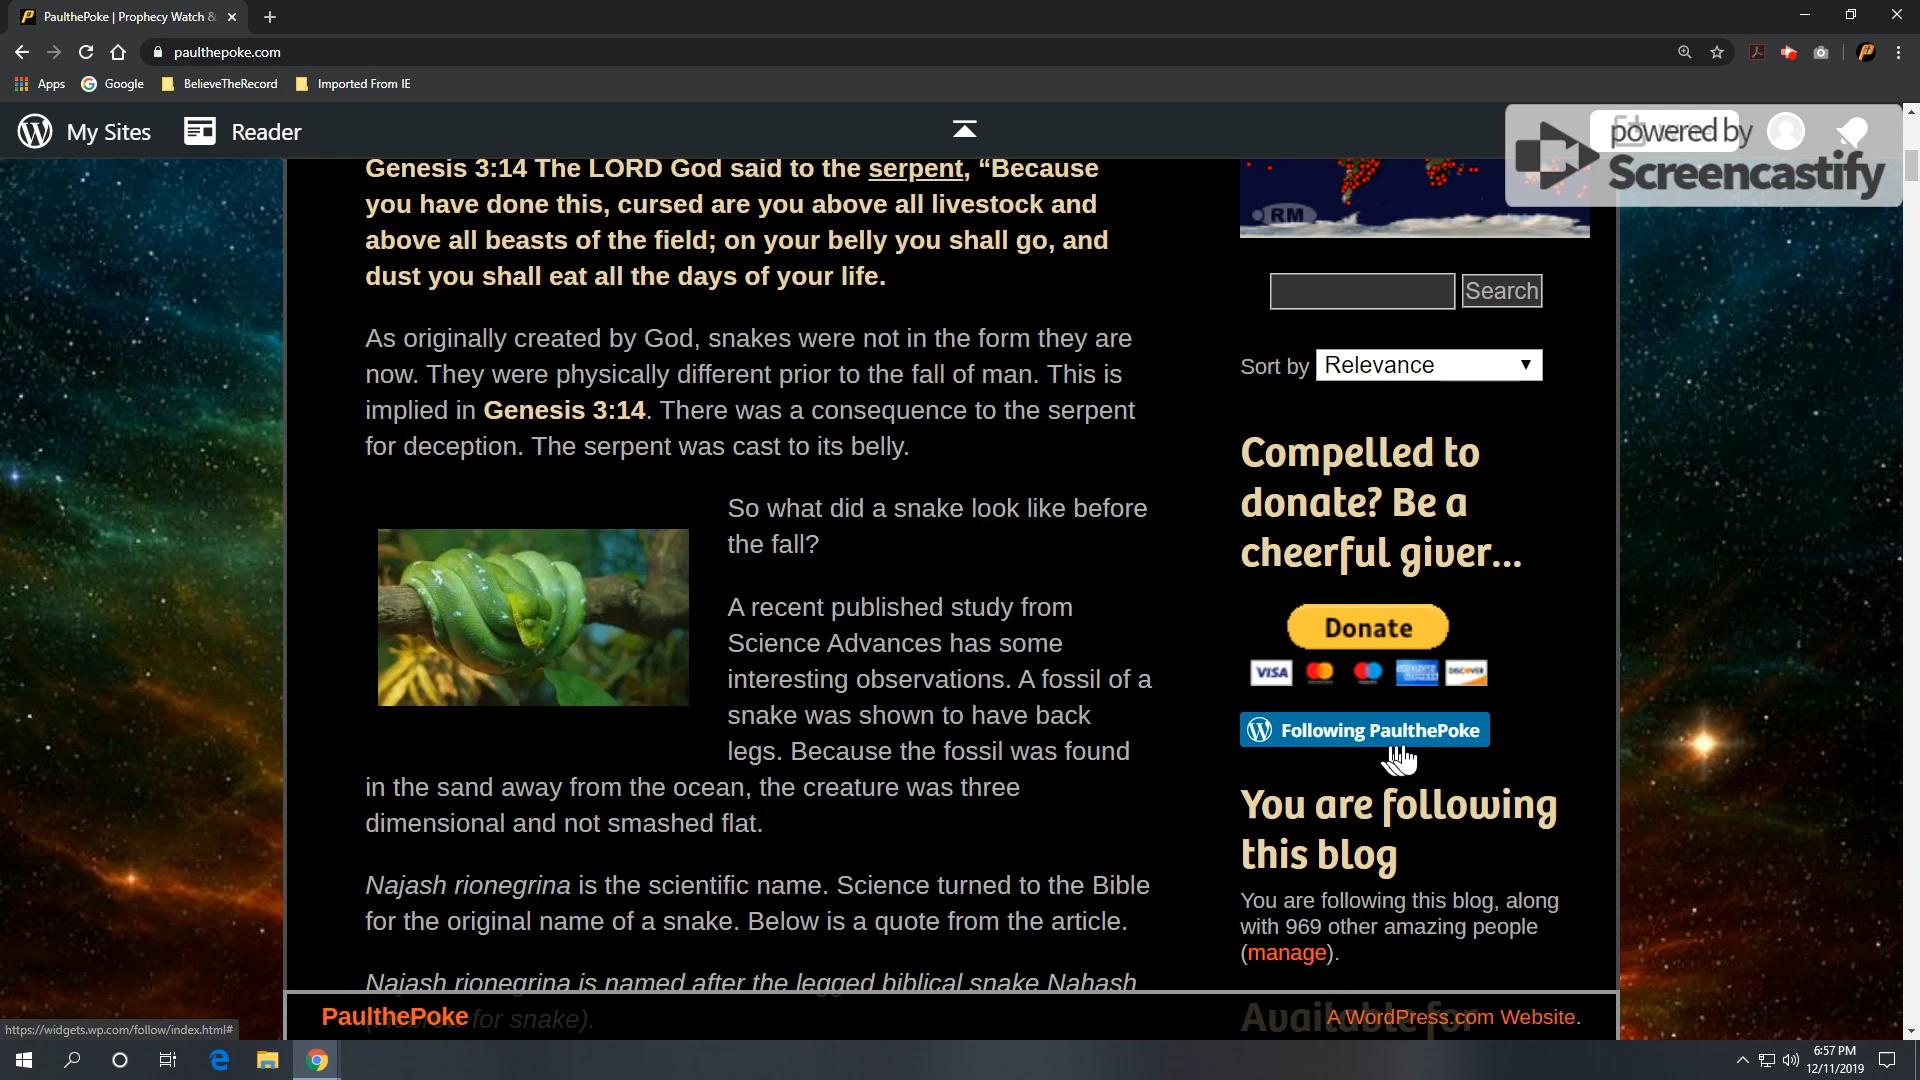 PaulthePoke | Prophecy Watch &
paulthepoke.com
Apps
Google
BelieveTheRecord
Imported From IE
My Sites
Reader
powered by
Screencastify
Genesis 3:14 The LORD God said to the serpent, “Because
you have done this, cursed are you above all livestock and
above all beasts of the field; on your belly you shall go, and
dust you shall eat all the days of your life.
As originally created by God, snakes were not in the form they are
now. They were physically different prior to the fall of man. This is
implied in Genesis 3:14. There was a consequence to the serpent
for deception. The serpent was cast to its belly.
So what did a snake look like before
the fall?
A recent published study from
Science Advances has some
interesting observations. A fossil of a
snake was shown to have back
legs. Because the fossil was found
in the sand away from the ocean, the creature was three
dimensional and not smashed flat.
Najash rionegrina is the scientific name. Science turned to the Bible
for the original name of a snake. Below is a quote from the article.
Najash rionegrina is named after the legged biblical snake Nahash
for snake).
RM
Search
Sort by Relevance
Compelled to
donate? Be a
cheerful giver...
Donate
VISA
DISCOVER
Following PaulthePoke
You are following
this blog
You are following this blog, along
with 969 other amazing people
(manage).
Available for
PaulthePoke
A WordPress.com Website.
https://widgets.wp.com/follow/index.html#
6:57 PM
12/11/2019